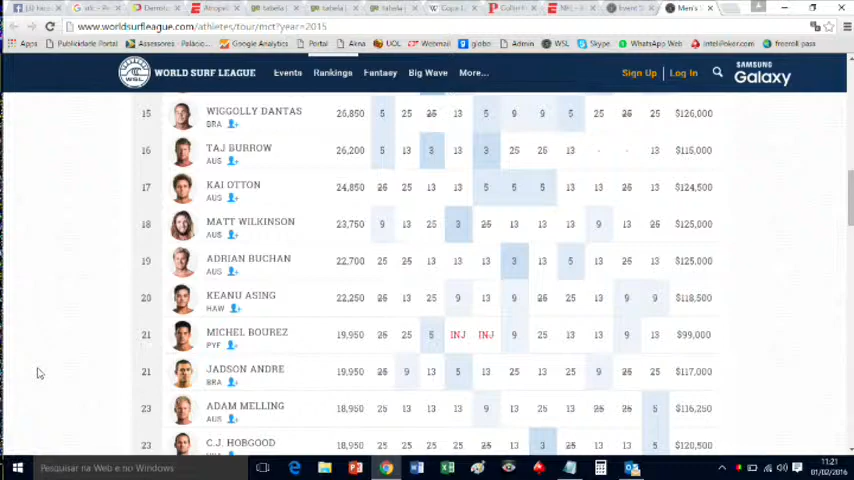 www.worldsurfleague.com/athletes/tour/mct?year=2015
Apps Publicidade Portal Atopei Google Analytics Portal Akna UOL Webmail globo Admin WSL Skype WhatsApp Web IntelPoker.com freeroll poker
WORLD SURF LEAGUE Events Rankings Fantasy Big Wave More... Sign Up Log In SAMSUNG Galaxy
15 WIGGOLLY DANTAS BRA 26,850 5 25 25 13 5 9 9 5 25 25 25 $126,000
16 TAJ BURROW AUS 26,200 5 13 3 13 3 25 25 13 - - 13 $115,000
17 KAI OTTON AUS 24,850 25 25 13 13 5 5 5 13 13 25 13 $124,500
18 MATT WILKINSON AUS 23,750 9 13 25 3 25 13 13 13 9 13 25 $125,000
19 ADRIAN BUCHAN AUS 22,700 25 25 13 13 13 3 13 5 13 25 13 $125,000
20 KEANU ASING HAW 22,250 25 13 25 9 13 9 25 25 13 9 9 $118,500
21 MICHEL BOUREZ PYF 19,950 25 25 5 INJ INJ 9 25 13 13 9 13 $99,000
21 JADSON ANDRE BRA 19,950 25 9 13 5 13 25 13 25 9 25 25 $117,000
23 ADAM MELLING AUS 18,950 25 13 13 13 9 13 25 13 25 25 5 $116,250
23 C.J. HOBGOOD 18,950 25 25 25 25 25 13 3 25 13 13 5 $120,500
Pesquisar na Web e no Windows
11:21
01/02/2016